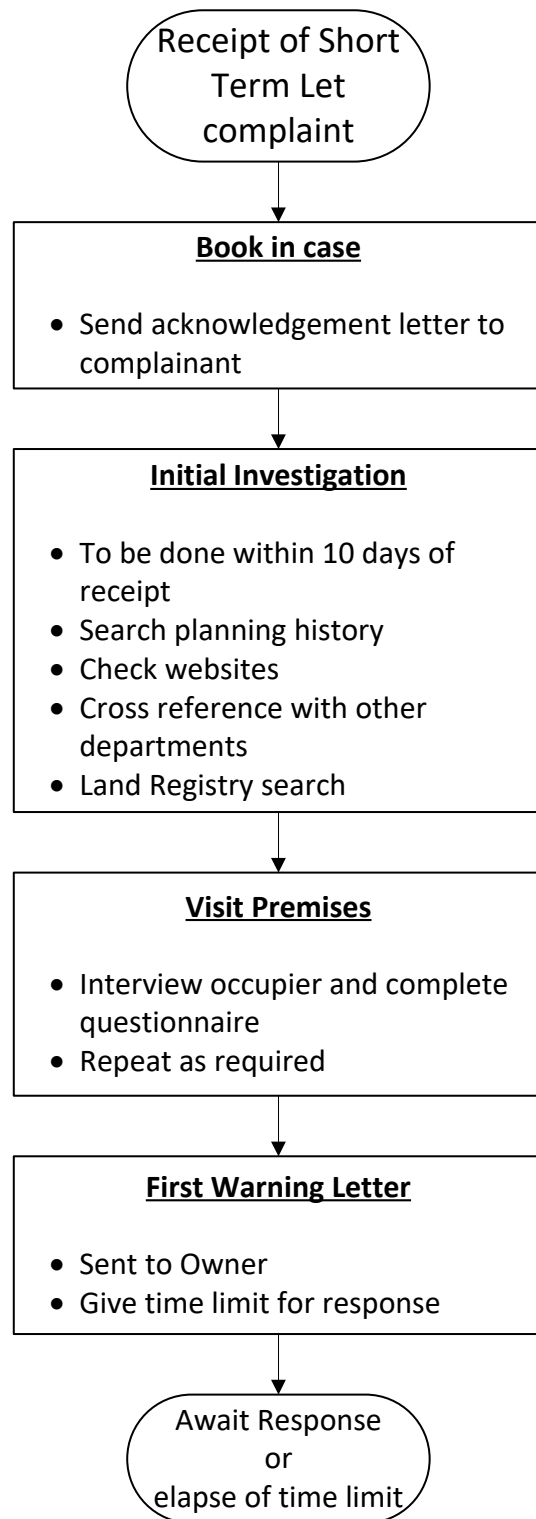 Receipt of Short
Term Let
complaint
Book in case
• Send acknowledgement letter to
complainant
Initial Investigation
• To be done within 10 days of
receipt
• Search planning history
• Check websites
• Cross reference with other
departments
• Land Registry search
Visit Premises
• Interview occupier and complete
questionnaire
• Repeat as required
First Warning Letter
• Sent to Owner
• Give time limit for response
Await Response
or
elapse of time limit